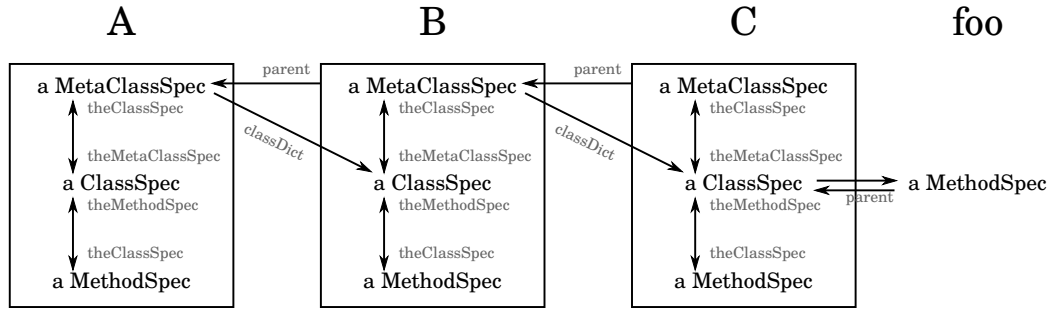 A B C foo
parent parent
a MetaClassSpec a MetaClassSpec a MetaClassSpec
theClassSpec theClassSpec theClassSpec
classDict classDict
theMetaClassSpec theMetaClassSpec theMetaClassSpec
a ClassSpec a ClassSpec a ClassSpec a MethodSpec
parent
theMethodSpec theMethodSpec theMethodSpec
theClassSpec theClassSpec theClassSpec
a MethodSpec a MethodSpec a MethodSpec